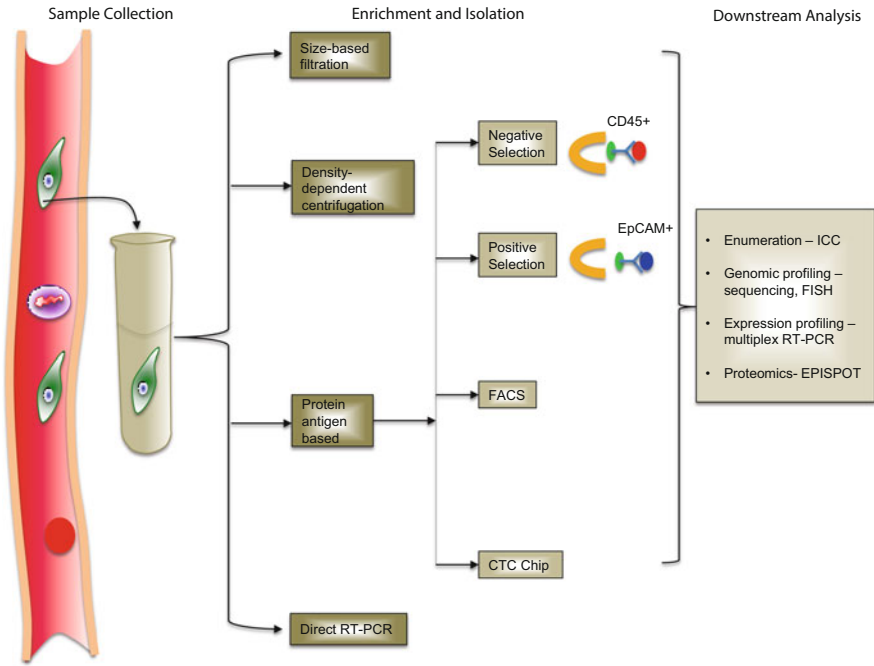 Sample Collection
Enrichment and Isolation
Downstream Analysis
Size-based
filtration
Density-
dependent
centrifugation
Protein
antigen
based
Direct RT-PCR
Negative
Selection
CD45+
Positive
Selection
EpCAM+
FACS
CTC Chip
• Enumeration – ICC
• Genomic profiling –
sequencing, FISH
• Expression profiling –
multiplex RT-PCR
• Proteomics- EPISPOT